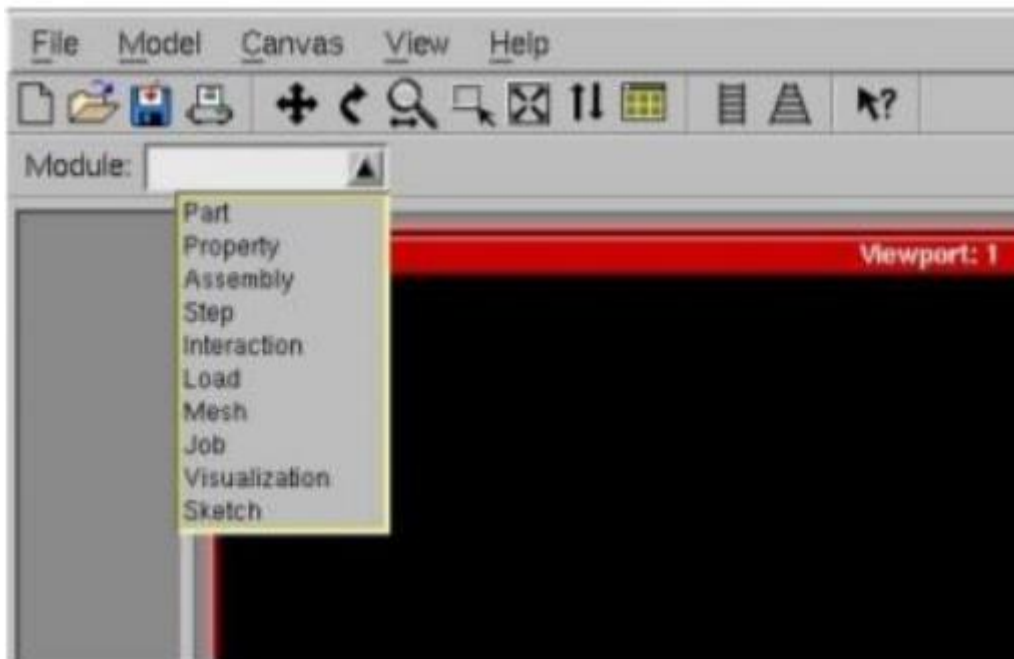 File Model Canvas View Help
?
Module:
Part
Property
Assembly
Step
Interaction
Load
Mesh
Job
Visualization
Sketch
Viewport: 1